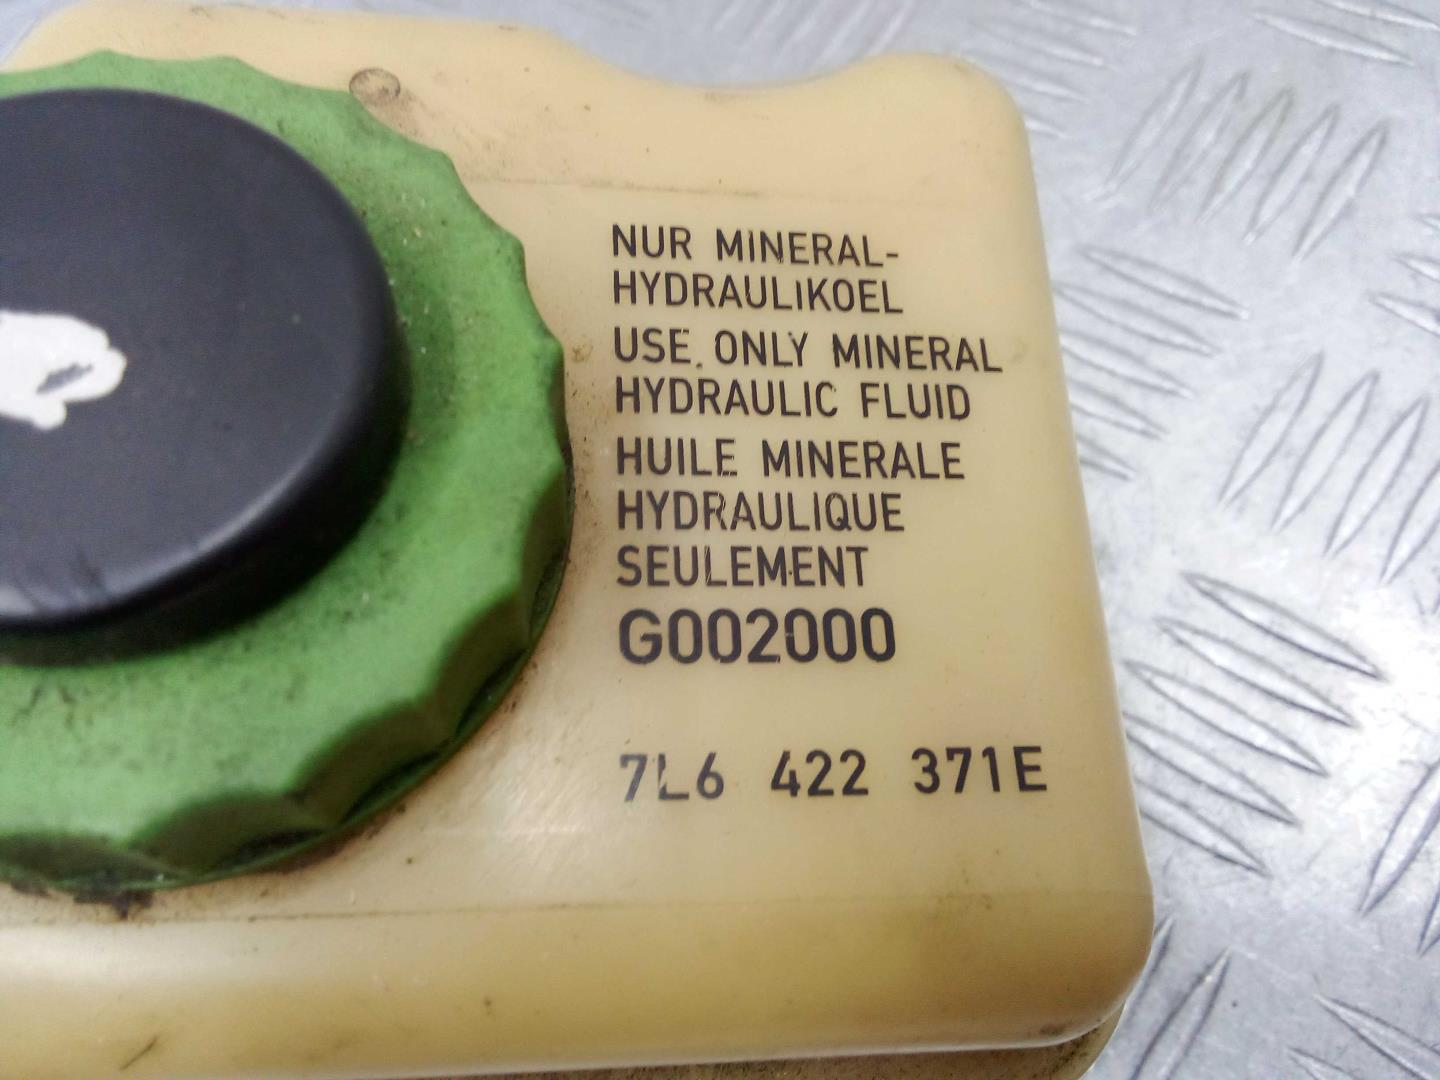 NUR MINERAL-
HYDRAULIKOEL
USE ONLY MINERAL
HYDRAULIC FLUID
HUILE MINERALE
HYDRAULIQUE
SEULEMENT
G002000
7L6 422 371E